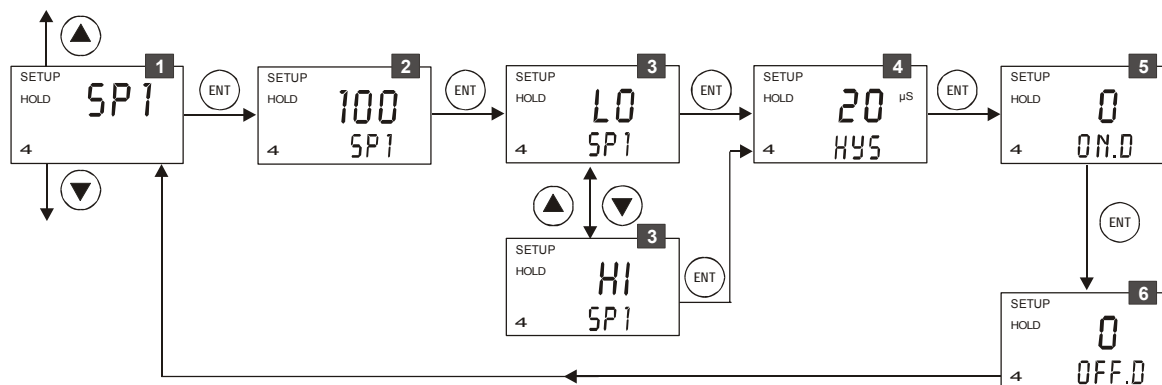 1
SETUP
HOLD
SP1
4
ENT
2
SETUP
HOLD
100
4
SP1
ENT
3
SETUP
HOLD
LO
4
SP1
ENT
4
SETUP
HOLD
20 µS
4
HYS
ENT
5
SETUP
HOLD
0
4
ON.D
ENT
3
SETUP
HOLD
HI
4
SP1
ENT
6
SETUP
HOLD
0
4
OFF.D